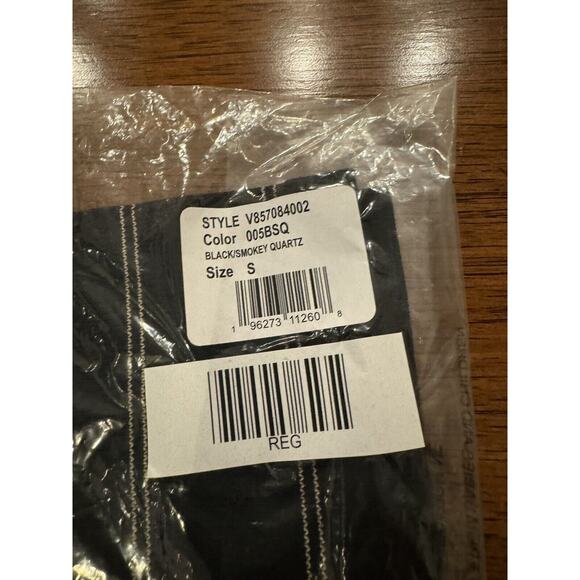 STYLE V857084002
Color 005BSQ
BLACK/SMOKEY QUARTZ
Size S
1 96273 11260 8
REG